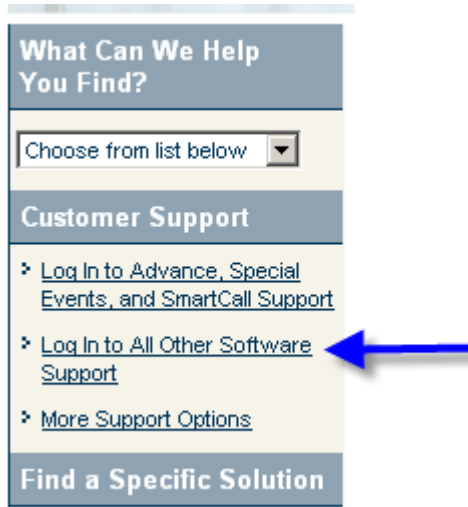 What Can We Help
You Find?
Choose from list below
Customer Support
Log In to Advance, Special
Events, and SmartCall Support
Log In to All Other Software
Support
More Support Options
Find a Specific Solution